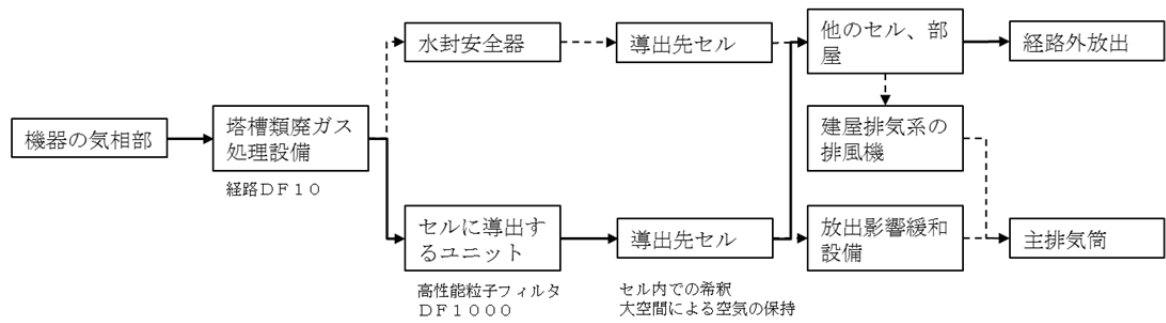 水封安全器
導出先セル
他のセル、部
屋
経路外放出
機器の気相部
塔槽類廃ガス
処理設備
経路ＤＦ１０
建屋排気系の
排風機
セルに導出す
るユニット
高性能粒子フィルタ
ＤＦ１０００
導出先セル
セル内での希釈
大空間による空気の保持
放出影響緩和
設備
主排気筒